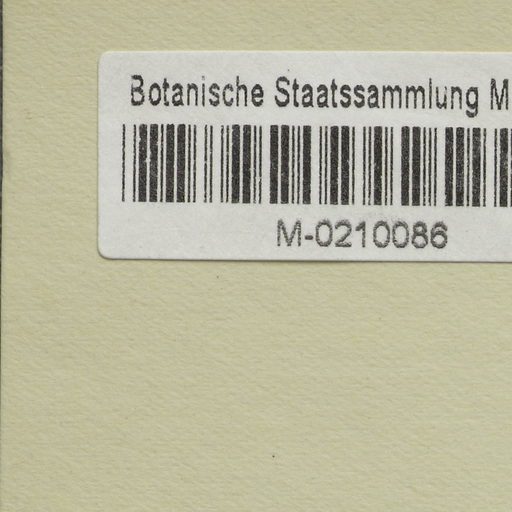 Botanische Staatssammlung M
M-0210086